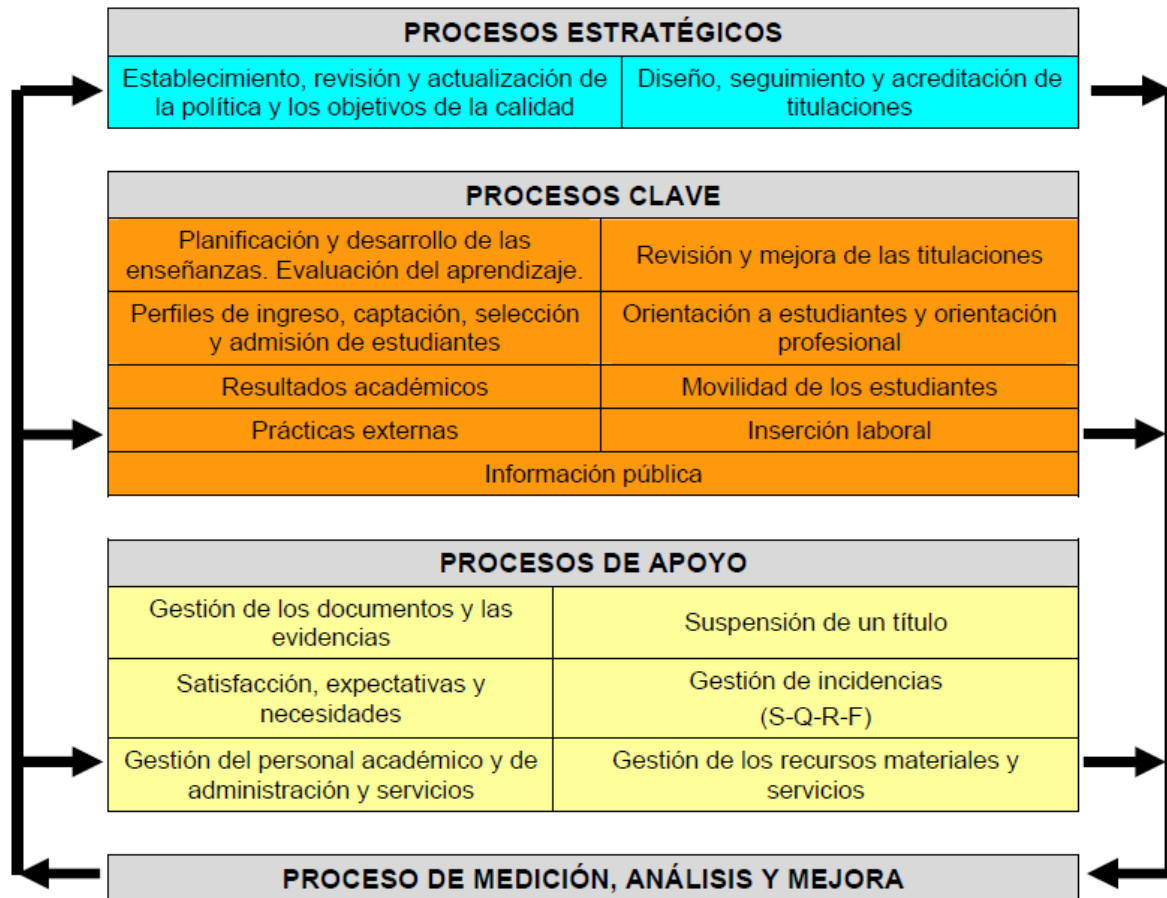 PROCESOS ESTRATÉGICOS
Establecimiento, revisión y actualización de
la política y los objetivos de la calidad
Diseño, seguimiento y acreditación de
titulaciones
PROCESOS CLAVE
Planificación y desarrollo de las
enseñanzas. Evaluación del aprendizaje.
Revisión y mejora de las titulaciones
Perfiles de ingreso, captación, selección
y admisión de estudiantes
Orientación a estudiantes y orientación
profesional
Resultados académicos
Movilidad de los estudiantes
Prácticas externas
Inserción laboral
Información pública
PROCESOS DE APOYO
Gestión de los documentos y las
evidencias
Suspensión de un título
Satisfacción, expectativas y
necesidades
Gestión de incidencias
(S-Q-R-F)
Gestión del personal académico y de
administración y servicios
Gestión de los recursos materiales y
servicios
PROCESO DE MEDICIÓN, ANÁLISIS Y MEJORA